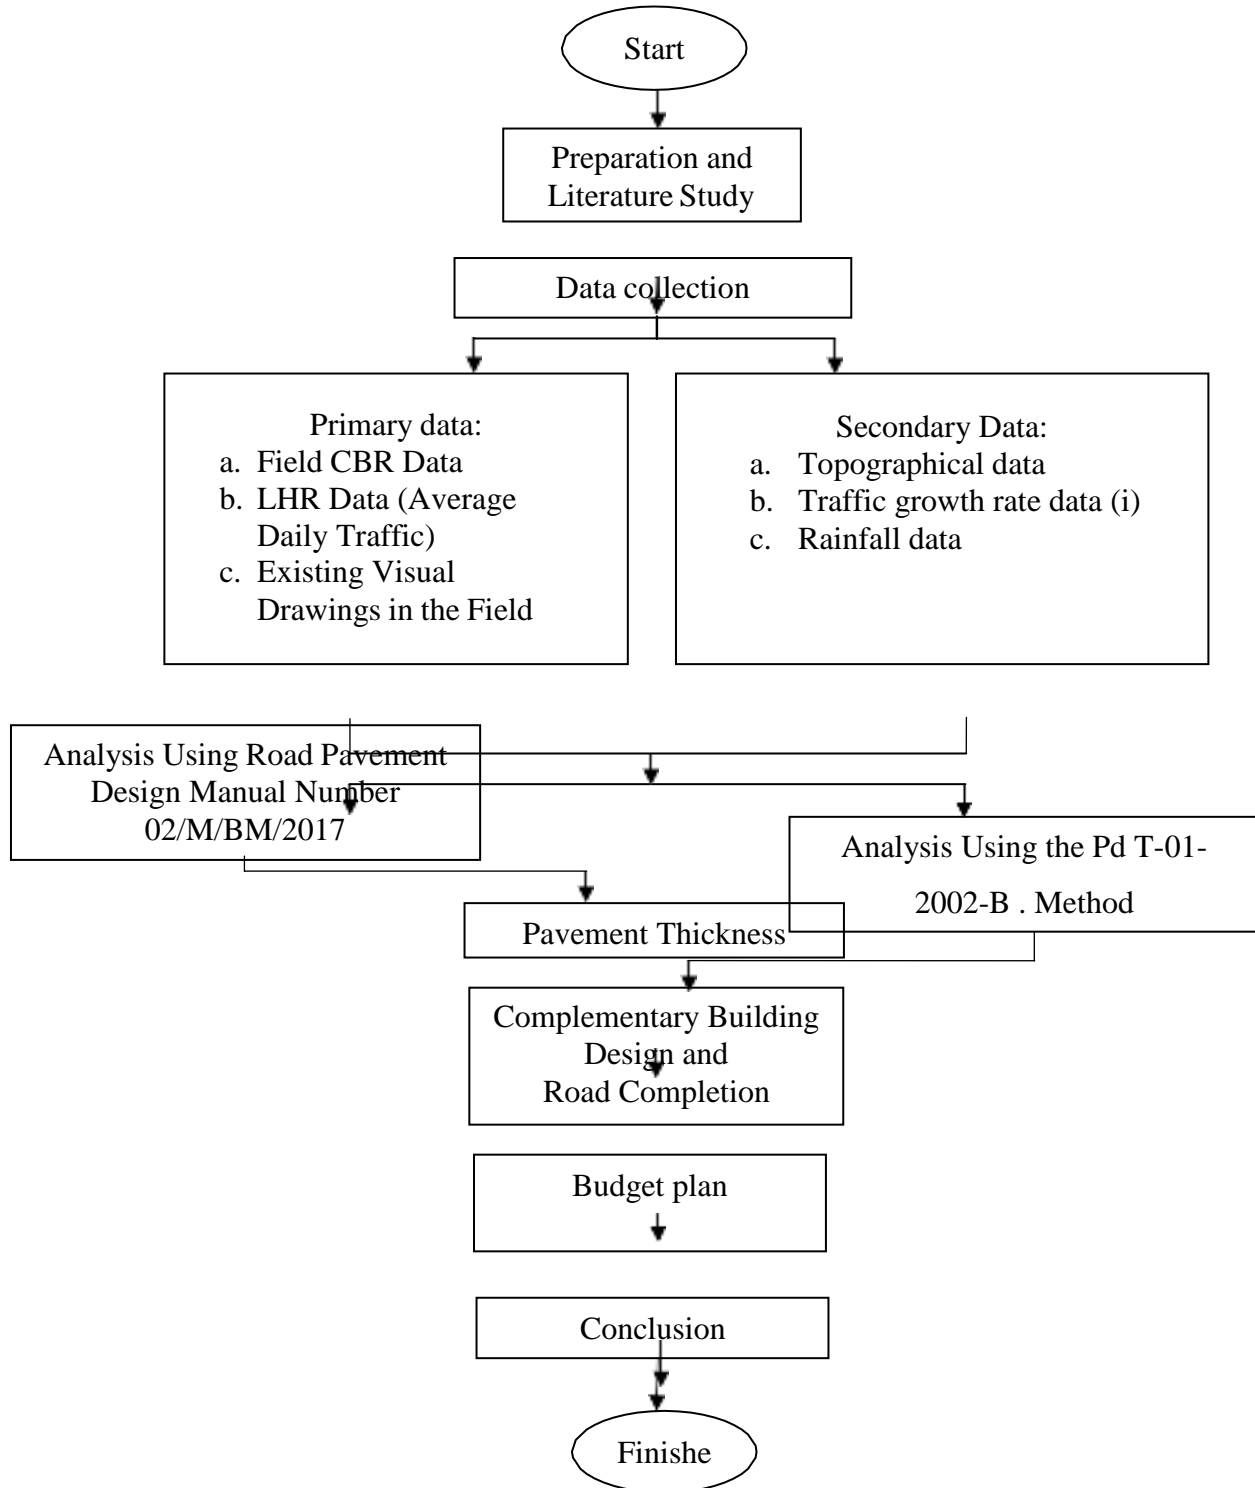 Start
Preparation and
Literature Study
Data collection
Primary data:
a. Field CBR Data
b. LHR Data (Average
Daily Traffic)
c. Existing Visual
Drawings in the Field
Secondary Data:
a. Topographical data
b. Traffic growth rate data (i)
c. Rainfall data
Analysis Using Road Pavement
Design Manual Number
02/M/BM/2017
Analysis Using the Pd T-01-
2002-B . Method
Pavement Thickness
Complementary Building
Design and
Road Completion
Budget plan
Conclusion
Finishe